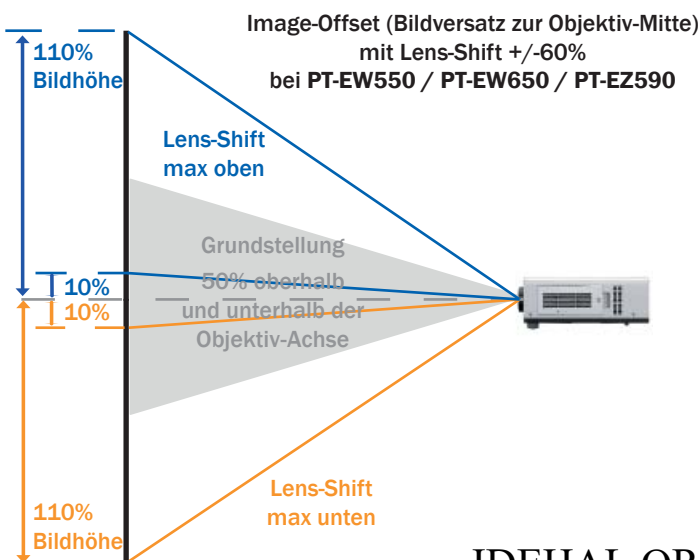 Image-Offset (Bildversatz zur Objektiv-Mitte)
mit Lens-Shift +/-60%
bei PT-EW550 / PT-EW650 / PT-EZ590
110%
Bildhöhe
Lens-Shift
max oben
Grundstellung
50% oberhalb
und unterhalb der
Objektiv-Achse
10%
10%
Lens-Shift
max unten
110%
Bildhöhe